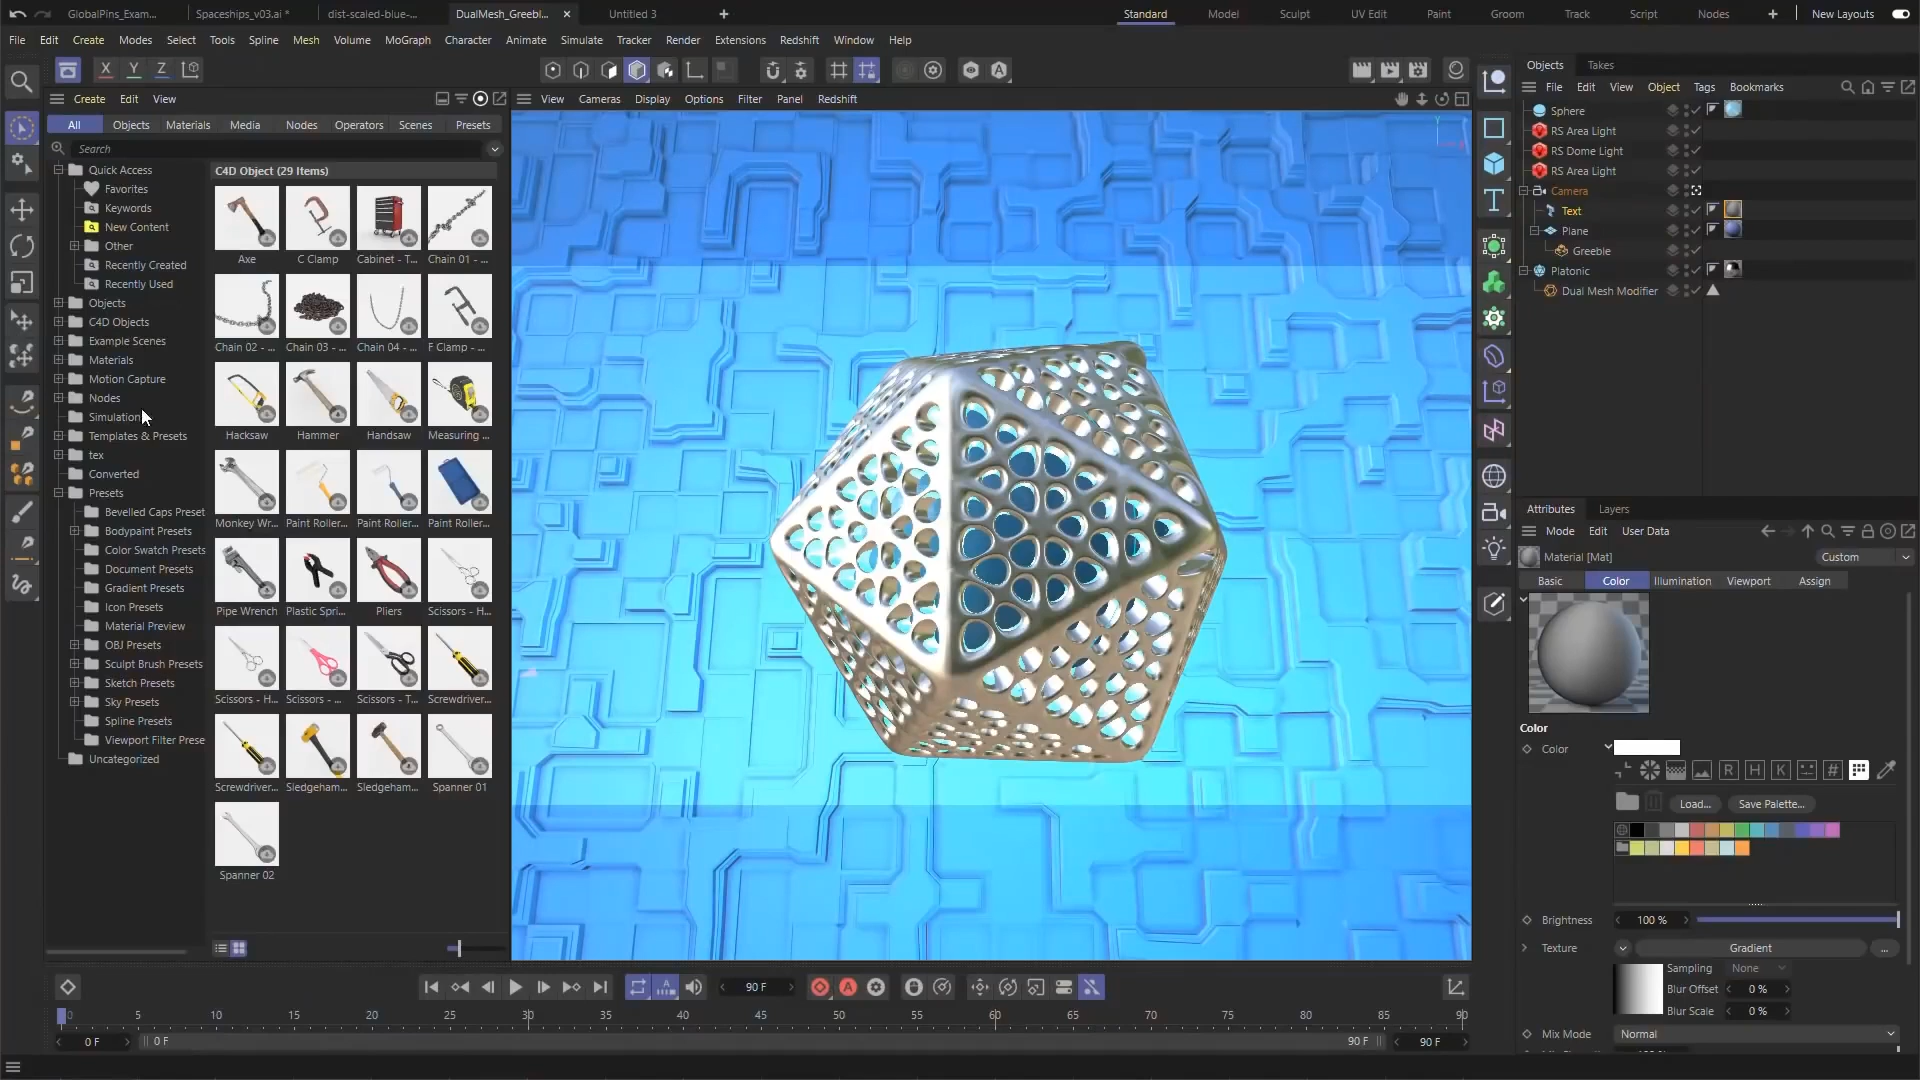 GlobalPins_Exam...
Spaceships_v03.ai *
dist-scaled-blue-...
DualMesh_Greebl...
Untitled 3
Standard
Model
Sculpt
UV Edit
Paint
Groom
Track
Script
Nodes
New Layouts
File Edit Create Modes Select Tools Spline Mesh Volume MoGraph Character Animate Simulate Tracker Render Extensions Redshift Window Help
X Y Z
Create Edit View
View Cameras Display Options Filter Panel Redshift
All Objects Materials Media Nodes Operators Scenes Presets
Search
Quick Access
Favorites
Keywords
New Content
Other
Recently Created
Recently Used
Objects
C4D Objects
Example Scenes
Materials
Motion Capture
Nodes
Simulation
Templates & Presets
tex
Converted
Presets
Bevelled Caps Preset
Bodypaint Presets
Color Swatch Presets
Document Presets
Gradient Presets
Icon Presets
Material Preview
OBJ Presets
Sculpt Brush Presets
Sketch Presets
Sky Presets
Spline Presets
Viewport Filter Prese
Uncategorized
C4D Object (29 Items)
Axe
C Clamp
Cabinet - T...
Chain 01 - ...
Chain 02 - ...
Chain 03 - ...
Chain 04 - ...
F Clamp - ...
Hacksaw
Hammer
Handsaw
Measuring ...
Monkey Wr...
Paint Roller...
Paint Roller...
Paint Roller...
Pipe Wrench
Plastic Spri...
Pliers
Scissors - H...
Scissors - H...
Scissors - ...
Scissors - T...
Screwdriver...
Screwdriver...
Sledgeham...
Sledgeham...
Spanner 01
Spanner 02
Objects Takes
File Edit View Object Tags Bookmarks
Sphere
RS Area Light
RS Dome Light
RS Area Light
Camera
Text
Plane
Greeble
Platonic
Dual Mesh Modifier
Attributes Layers
Mode Edit User Data
Material [Mat]
Custom
Basic Color Illumination Viewport Assign
Color
Color
R H K #
Load...
Save Palette...
Brightness
100 %
Texture
Gradient
...
Sampling
None
Blur Offset
0 %
Blur Scale
0 %
Mix Mode
Normal
A
90 F
A
0 5 10 15 20 25 30 35 40 45 50 55 60 65 70 75 80 85 90
0 F
0 F
90 F
90 F